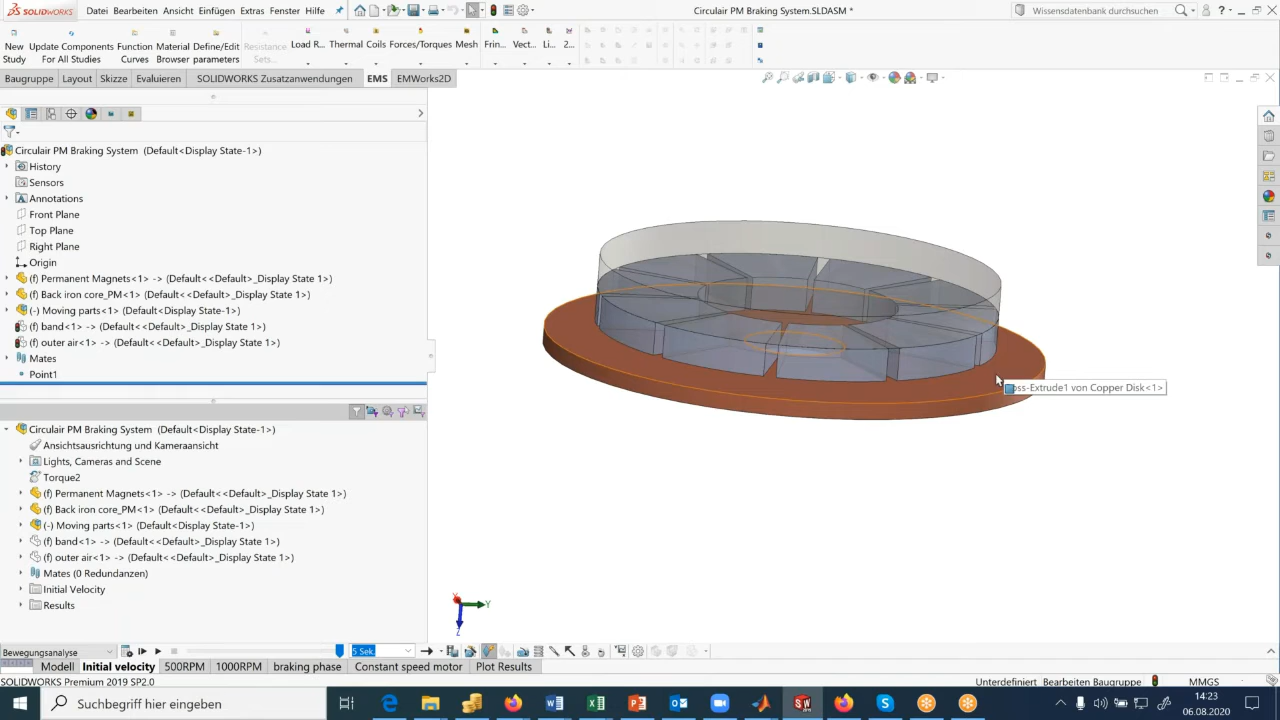 SOLIDWORKS
Datei Bearbeiten Ansicht Einfügen Extras Fenster Hilfe
Circulair PM Braking System.SLDASM *
Wissensdatenbank durchsuchen
New Study
Update Components For All Studies
Function Curves
Material Browser
Define/Edit parameters
Resistance Sets...
Load R...
Thermal
Coils
Forces/Torques
Mesh
Frin...
Vect...
Li...
2...
Baugruppe Layout Skizze Evaluieren SOLIDWORKS Zusatzanwendungen EMS EMWorks2D
Circulair PM Braking System (Default<Display State-1>)
History
Sensors
Annotations
Front Plane
Top Plane
Right Plane
Origin
(f) Permanent Magnets<1> -> (Default<<Default>_Display State 1>)
(f) Back iron core_PM<1> -> (Default<<Default>_Display State 1>)
(-) Moving parts<1> (Default<Display State-1>)
(f) band<1> -> (Default<<Default>_Display State 1>)
(f) outer air<1> -> (Default<<Default>_Display State 1>)
Mates
Point1
oss-Extrude1 von Copper Disk<1>
Circulair PM Braking System (Default<Display State-1>)
Ansichtsausrichtung und Kameraansicht
Lights, Cameras and Scene
Torque2
(f) Permanent Magnets<1> -> (Default<<Default>_Display State 1>)
(f) Back iron core_PM<1> -> (Default<<Default>_Display State 1>)
(-) Moving parts<1> (Default<Display State-1>)
(f) band<1> -> (Default<<Default>_Display State 1>)
(f) outer air<1> -> (Default<<Default>_Display State 1>)
Mates (0 Redundanzen)
Initial Velocity
Results
X
Y
Z
Bewegungsanalyse
5 Sek.
Modell Initial velocity 500RPM 1000RPM braking phase Constant speed motor Plot Results
SOLIDWORKS Premium 2019 SP2.0
Unterdefiniert Bearbeiten Baugruppe
MMGS
Suchbegriff hier eingeben
14:23
06.08.2020